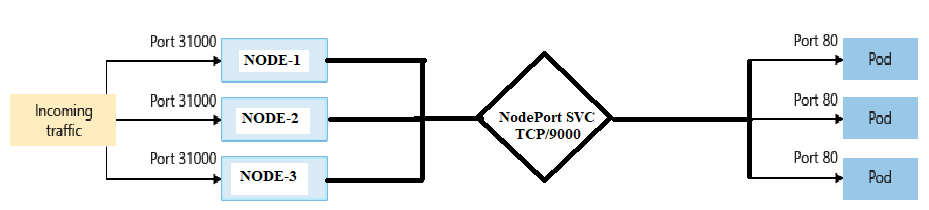 Port 31000
NODE-1
Port 31000
NODE-2
Port 31000
NODE-3
Incoming
traffic
NodePort SVC
TCP/9000
Port 80
Pod
Port 80
Pod
Port 80
Pod